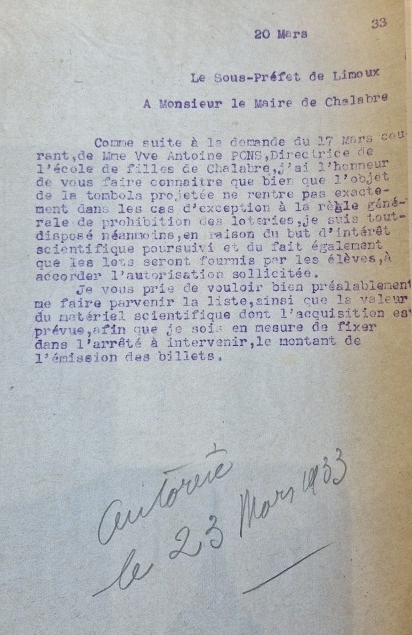 33
20 Mars
Le Sous-Préfet de Limoux
A Monsieur le Maire de Chalabre
Comme suite à la demande du 17 Mars cou
rant,de Mme Vve Antoine PONS,Directrice de
l'école de filles de Chalabre,j'ai l'honneur
de vous faire connaitre que bien que l'objet
de la tombola projetée ne rentre pas exacte-
ment dans les cas d'exception à la règle géné-
rale de prohibition des loteries,je suis tout-
disposé néanmoins,en raison du but d'intérêt
scientifique poursuivi et du fait également
que les lots seront fournis par les élèves,à
accorder l'autorisation sollicitée.
Je vous prie de vouloir bien préalablement
me faire parvenir la liste,ainsi que la valeur
du matériel scientifique dont l'acquisition es
prévue,afin que je sois en mesure de fixer
dans l'arrêté à intervenir,le montant de
l'émission des billets.
autorisé
le 23 Mars 1933